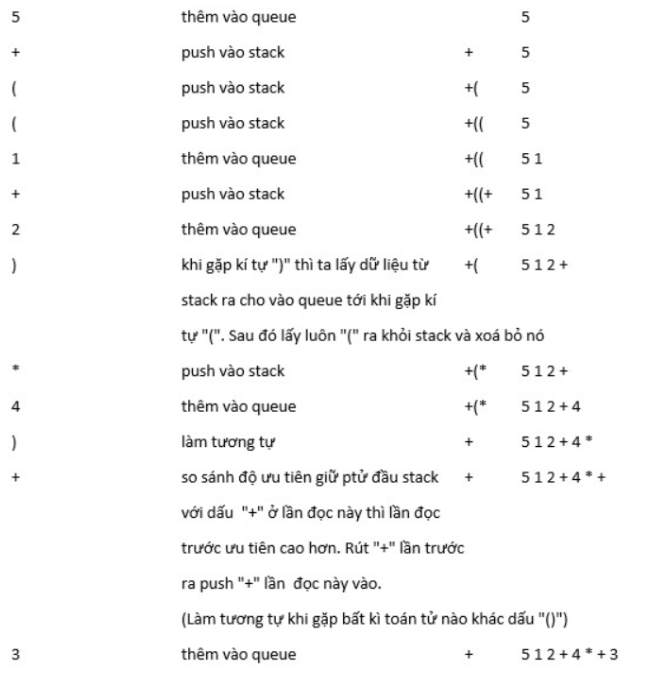 5 thêm vào queue 5
+ push vào stack + 5
( push vào stack +( 5
( push vào stack +(( 5
1 thêm vào queue +(( 5 1
+ push vào stack +((+ 5 1
2 thêm vào queue +((+ 5 1 2
) khi gặp kí tự ")" thì ta lấy dữ liệu từ +( 5 1 2 +
stack ra cho vào queue tới khi gặp kí
tự "(". Sau đó lấy luôn "(" ra khỏi stack và xoá bỏ nó
* push vào stack +(* 5 1 2 +
4 thêm vào queue +(* 5 1 2 + 4
) làm tương tự + 5 1 2 + 4 *
+ so sánh độ ưu tiên giữ ptử đầu stack + 5 1 2 + 4 * +
với dấu "+" ở lần đọc này thì lần đọc
trước ưu tiên cao hơn. Rút "+" lần trước
ra push "+" lần đọc này vào.
(Làm tương tự khi gặp bất kì toán tử nào khác dấu "()")
3 thêm vào queue + 5 1 2 + 4 * + 3